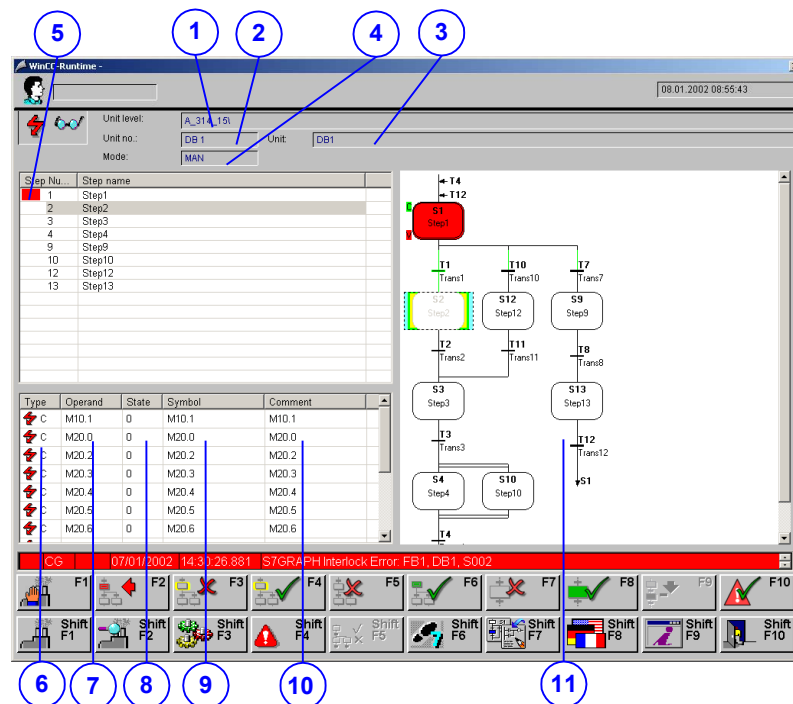 5 1 2 4 3
WinCC-Runtime -
08.01.2002 08:55:43
Unit level: A_314_15\
Unit no.: DB 1 Unit: DB1
Mode: MAN
Step Nu... Step name
1 Step1
2 Step2
3 Step3
4 Step4
9 Step9
10 Step10
12 Step12
13 Step13
T4
T12
C
S1
Step1
T1 T10 T7
Trans1 Trans10 Trans7
S2 S12 S9
Step2 Step12 Step9
T2 T11 T8
Trans2 Trans11 Trans8
S3 S13
Step3 Step13
T3 T12
Trans3 Trans12
S4 S10 S1
Step4 Step10
T4
Type Operand State Symbol Comment
C M10.1 0 M10.1 M10.1
C M20.0 0 M20.0 M20.0
C M20.2 0 M20.2 M20.2
C M20.3 0 M20.3 M20.3
C M20.4 0 M20.4 M20.4
C M20.5 0 M20.5 M20.5
C M20.6 0 M20.6 M20.6
CG 07/01/2002 14:30:26.881 S7GRAPH Interlock Error: FB1, DB1, S002
F1 F2 F3 F4 F5 F6 F7 F8 F9 F10
Shift F1 Shift F2 Shift F3 Shift F4 Shift F5 Shift F6 Shift F7 Shift F8 Shift F9 Shift F10
6 7 8 9 10 11